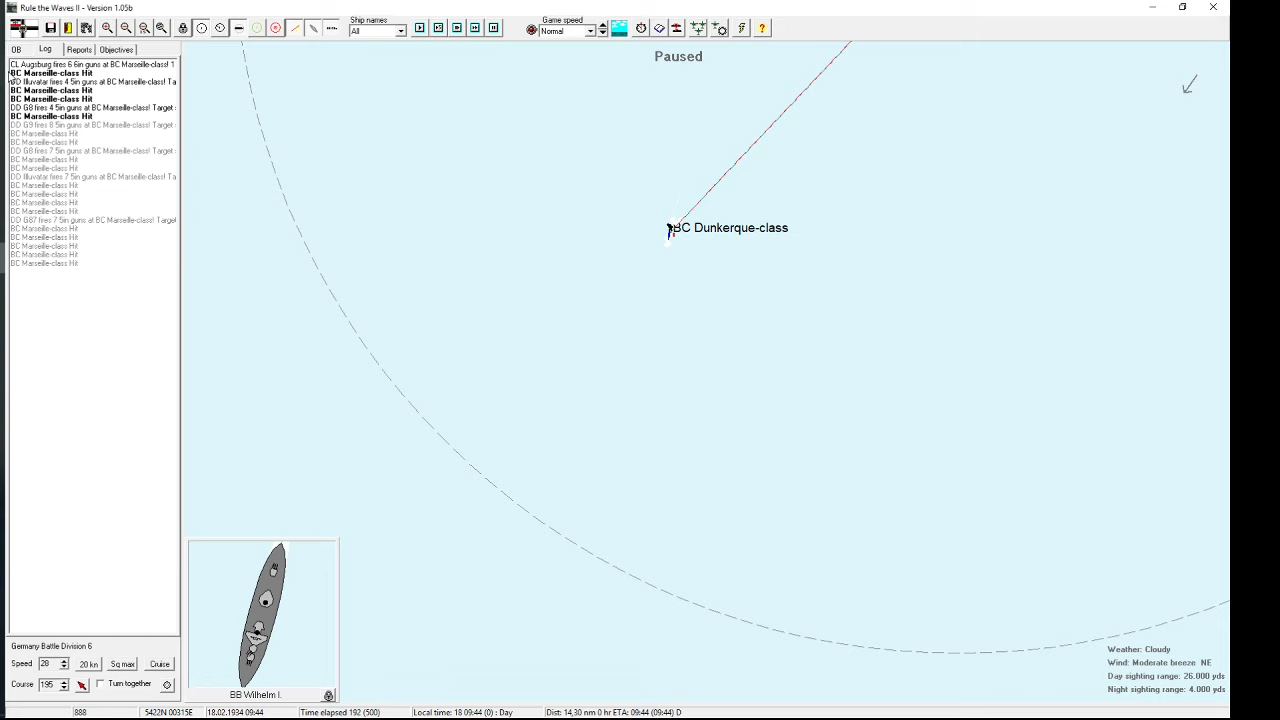 Rule the Waves II - Version 1.05b
Ship names
All
Game speed
Normal
OB Log Reports Objectives
CL Augsburg fires 6 6in guns at BC Marseille-class! 1
BC Marseille-class Hit
DD Illuvatar fires 4 5in guns at BC Marseille-class! Ta
BC Marseille-class Hit
BC Marseille-class Hit
DD G8 fires 4 5in guns at BC Marseille-class! Target :
BC Marseille-class Hit
DD G9 fires 8 5in guns at BC Marseille-class! Target :
BC Marseille-class Hit
BC Marseille-class Hit
DD G8 fires 7 5in guns at BC Marseille-class! Target :
BC Marseille-class Hit
BC Marseille-class Hit
DD Illuvatar fires 7 5in guns at BC Marseille-class! Ta
BC Marseille-class Hit
BC Marseille-class Hit
BC Marseille-class Hit
BC Marseille-class Hit
DD G87 fires 7 5in guns at BC Marseille-class! Target
BC Marseille-class Hit
BC Marseille-class Hit
BC Marseille-class Hit
BC Marseille-class Hit
BC Marseille-class Hit
Paused
BC Dunkerque-class
Germany Battle Division 6
Speed 28 20 kn Sq max Cruise
Course 195 Turn together
BB Wilhelm I.
Weather: Cloudy
Wind: Moderate breeze NE
Day sighting range: 26.000 yds
Night sighting range: 4.000 yds
888 5422N 00315E 18.02.1934 09:44 Time elapsed 192 (500) Local time: 18 09:44 (0) : Day Dist: 14,30 nm 0 hr ETA: 09:44 (09:44) D